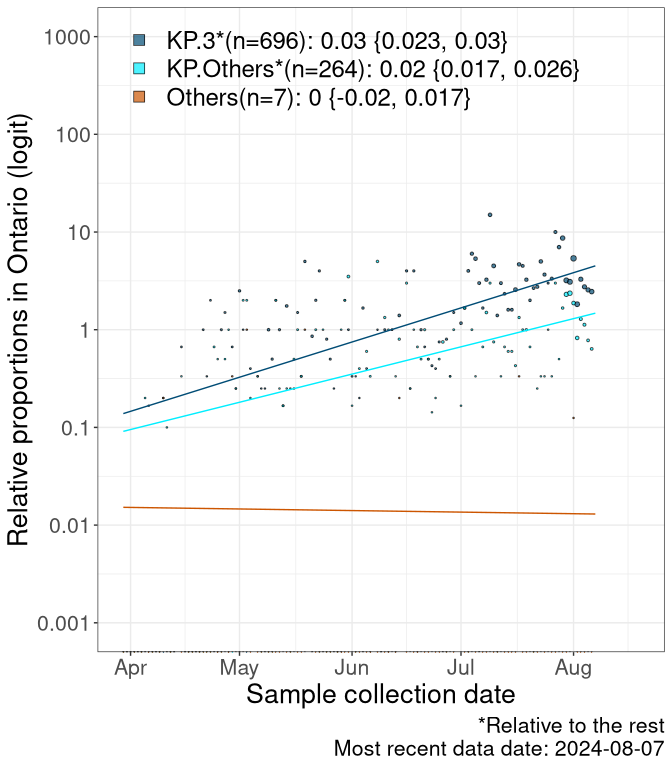 KP.3*(n=696): 0.03 {0.023, 0.03}
KP.Others*(n=264): 0.02 {0.017, 0.026}
Others(n=7): 0 {-0.02, 0.017}
Relative proportions in Ontario (logit)
1000
100
10
1
0.1
0.01
0.001
Apr May Jun Jul Aug
Sample collection date
*Relative to the rest
Most recent data date: 2024-08-07